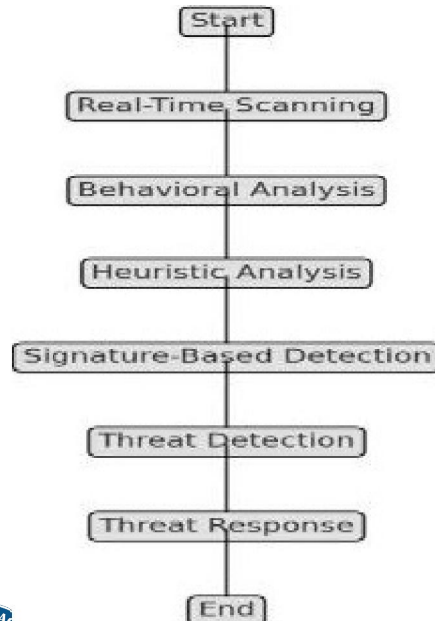 Start
Real-Time Scanning
Behavioral Analysis
Heuristic Analysis
Signature-Based Detection
Threat Detection
Threat Response
End